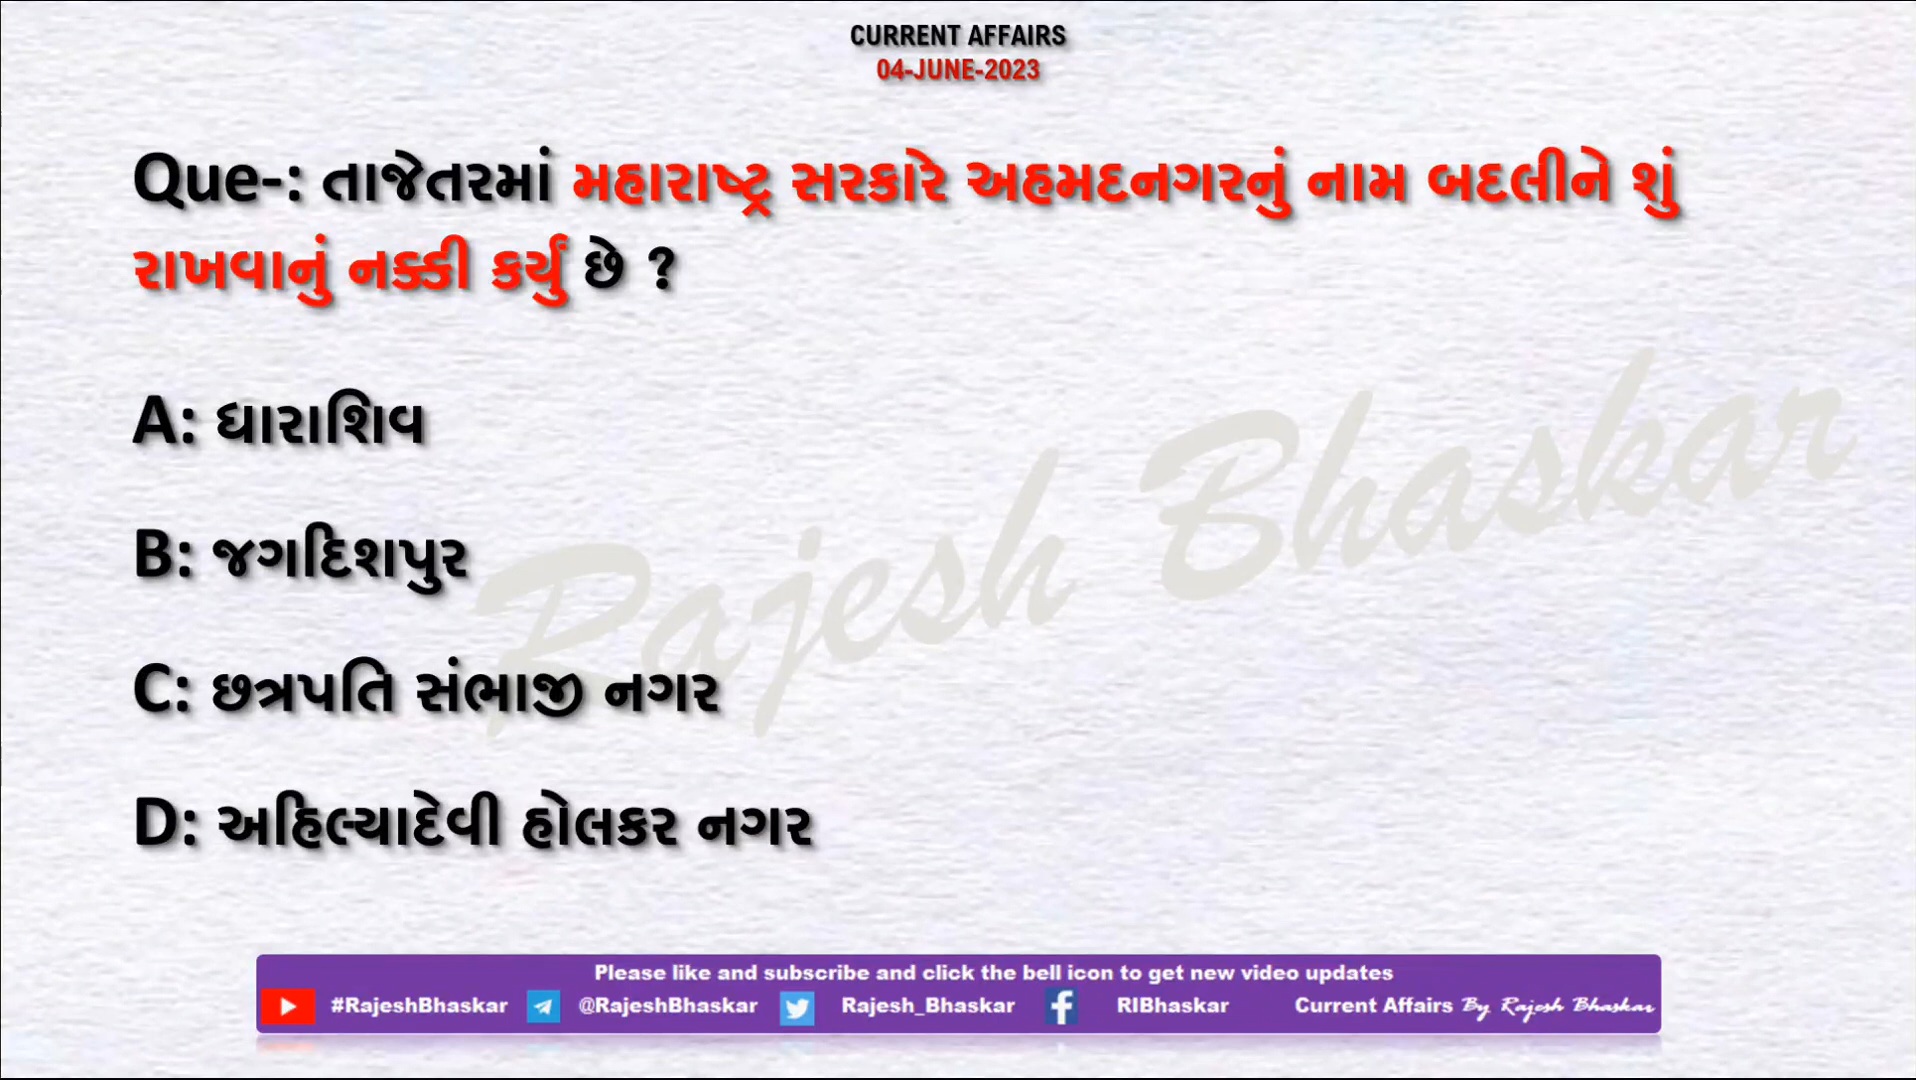 CURRENT AFFAIRS
04-JUNE-2023
Que-: તાજેતરમાં મહારાષ્ટ્ર સરકારે અહમદનગરનું નામ બદલીને શું
રાખવાનું નક્કી કર્યું છે ?
A: ધારાશિવ
B: જગદિશપુર
C: છત્રપતિ સંભાજી નગર
D: અહિલ્યાદેવી હોલકર નગર
Rajesh Bhaskar
Please like and subscribe and click the bell icon to get new video updates
#RajeshBhaskar @RajeshBhaskar Rajesh_Bhaskar RIBhaskar Current Affairs By Rajesh Bhaskar